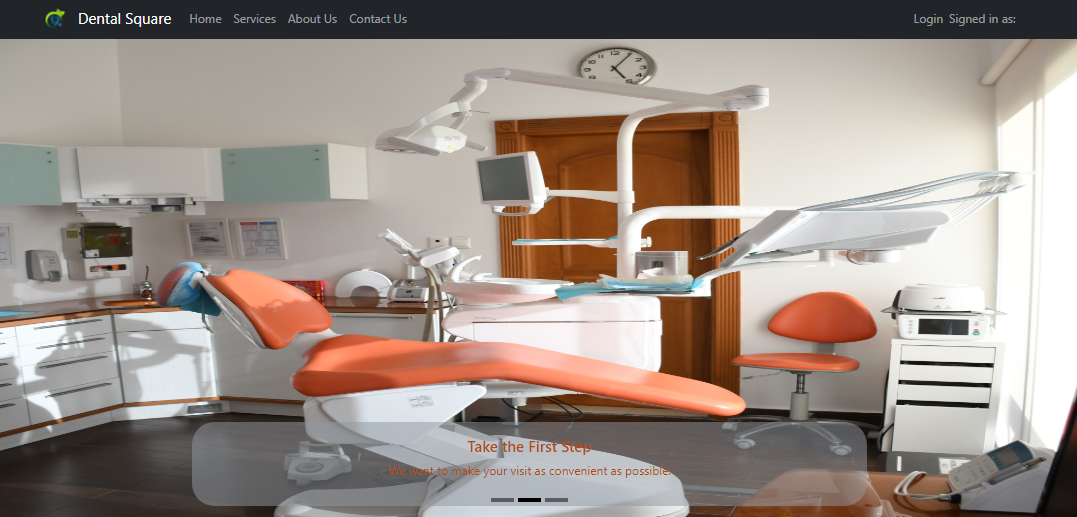 Dental Square
Home Services About Us Contact Us
Login Signed in as:
Take the First Step
We want to make your visit as convenient as possible.